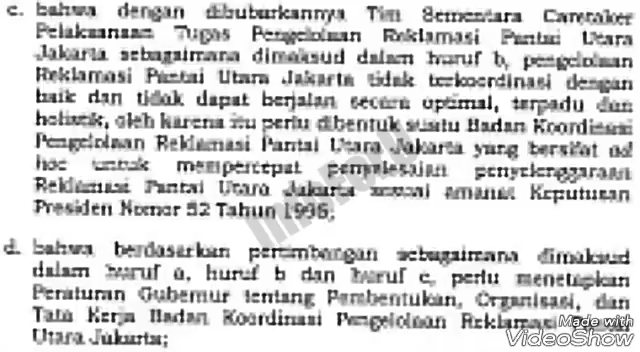 c. bahwa dengan dibubarkannya Tim Sementara Caretaker
Pelaksanaan Tugas Pengelolaan Reklamasi Pantai Utara
Jakarta sebagaimana dimaksud dalam huruf b, pengelolaan
Reklamasi Pantai Utara Jakarta tidak terkoordinasi dengan
baik dan tidak dapat berjalan secara optimal, terpadu dan
holistik, oleh karena itu perlu dibentuk suatu Badan Koordinasi
Pengelolaan Reklamasi Pantai Utara Jakarta yang bersifat ad
hoc untuk mempercepat penyelesaian penyelenggaraan
Reklamasi Pantai Utara Jakarta sesuai amanat Keputusan
Presiden Nomor 52 Tahun 1995;
d. bahwa berdasarkan pertimbangan sebagaimana dimaksud
dalam huruf a, huruf b dan huruf c, perlu menetapkan
Peraturan Gubernur tentang Pembentukan, Organisasi, dan
Tata Kerja Badan Koordinasi Pengelolaan Reklamasi Pantai
Utara Jakarta;
Made with
VideoShow